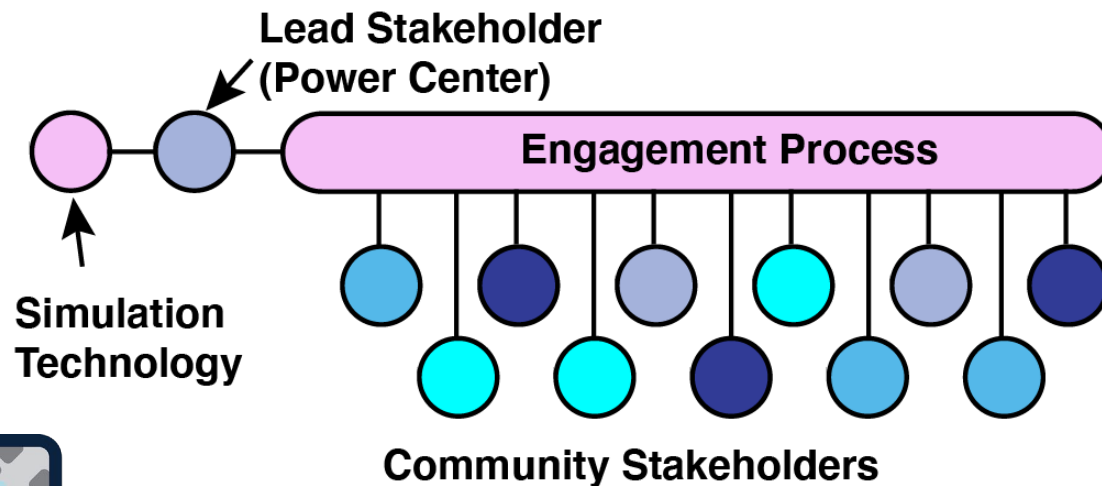 Lead Stakeholder
(Power Center)
Engagement Process
Simulation
Technology
Community Stakeholders